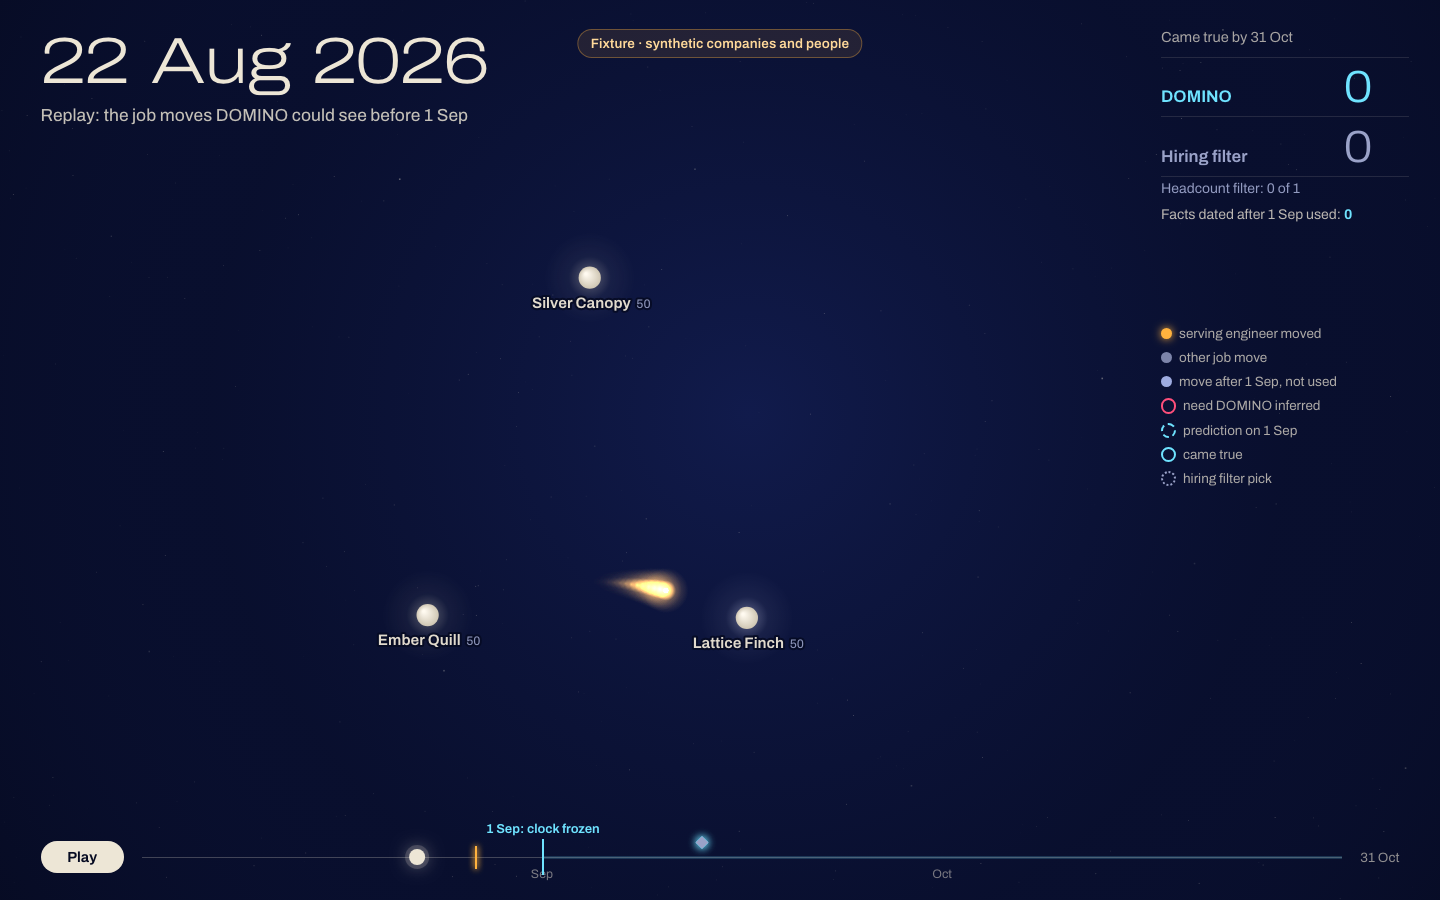 22 Aug 2026
Replay: the job moves DOMINO could see before 1 Sep
Fixture · synthetic companies and people
Came true by 31 Oct
DOMINO 0
Hiring filter 0
Headcount filter: 0 of 1
Facts dated after 1 Sep used: 0
Silver Canopy 50
serving engineer moved
other job move
move after 1 Sep, not used
need DOMINO inferred
prediction on 1 Sep
came true
hiring filter pick
Ember Quill 50
Lattice Finch 50
1 Sep: clock frozen
Play
31 Oct
Sep
Oct